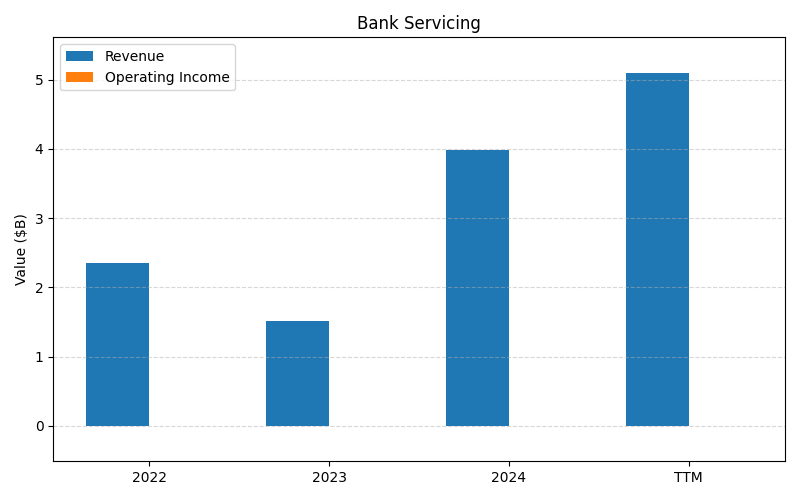 Bank Servicing
Revenue
Operating Income
Value ($B)
5
4
3
2
1
0
2022 2023 2024 TTM